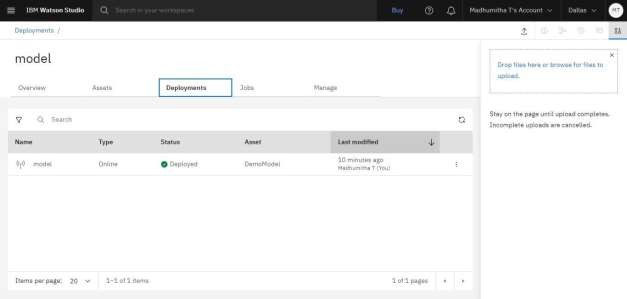 IBM Watson Studio
Search in your workspaces
Buy
Madhumitha T's Account
Dallas
MT
Deployments /
model
Overview
Assets
Deployments
Jobs
Manage
Search
Name Type Status Asset Last modified
model Online Deployed DemoModel 10 minutes ago
Madhumitha T (You)
Items per page: 20 1–1 of 1 items 1 of 1 pages
Drop files here or browse for files to
upload.
Stay on the page until upload completes.
Incomplete uploads are cancelled.